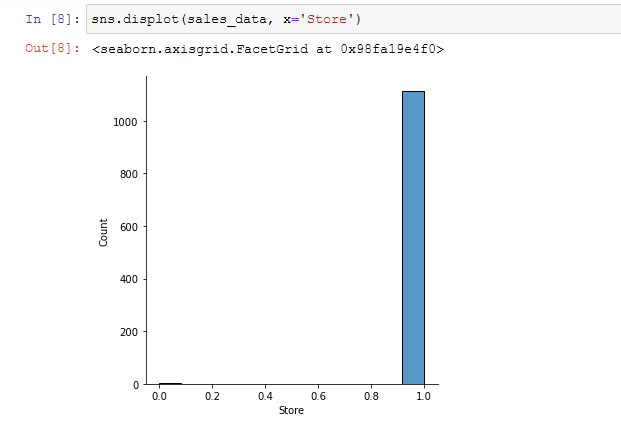 In [8]: sns.displot(sales_data, x='Store')
Out[8]: <seaborn.axisgrid.FacetGrid at 0x98fa19e4f0>
1000
800
600
400
200
0
Count
0.0 0.2 0.4 0.6 0.8 1.0
Store